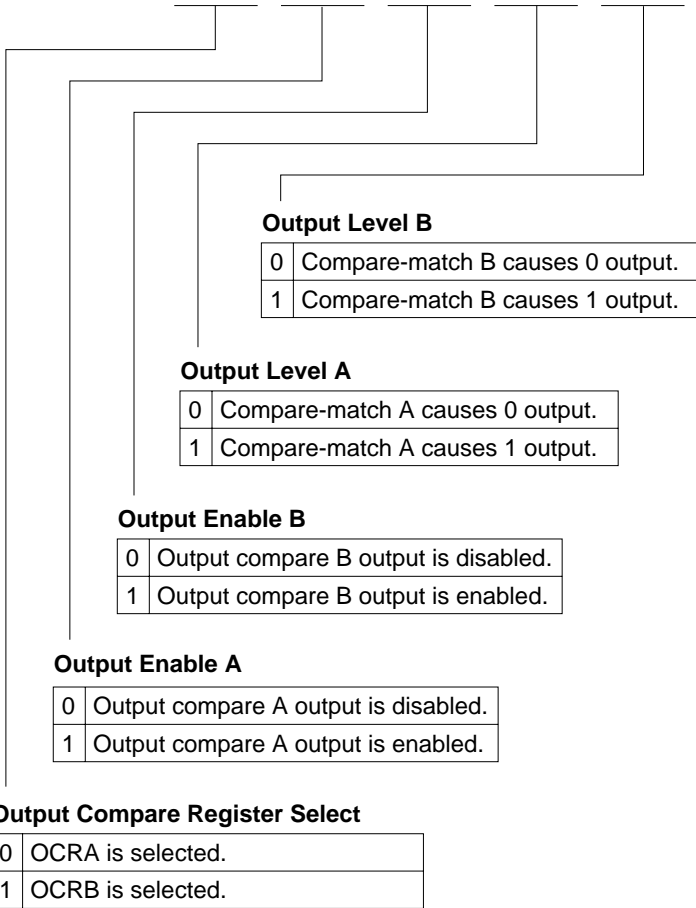 Output Level B
0 Compare-match B causes 0 output.
1 Compare-match B causes 1 output.
Output Level A
0 Compare-match A causes 0 output.
1 Compare-match A causes 1 output.
Output Enable B
0 Output compare B output is disabled.
1 Output compare B output is enabled.
Output Enable A
0 Output compare A output is disabled.
1 Output compare A output is enabled.
Output Compare Register Select
0 OCRA is selected.
1 OCRB is selected.